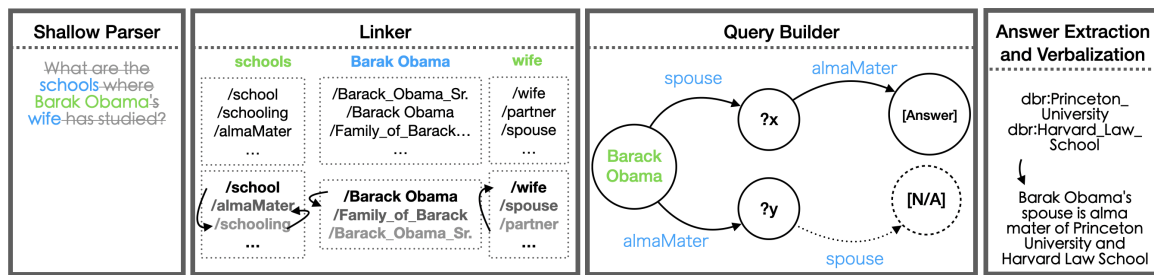 Shallow Parser
What are the
schools where
Barak Obama's
wife has studied?
Linker
schools
/school
/schooling
/almaMater
...
/school
/almaMater
/schooling
...
Barak Obama
/Barack_Obama_Sr.
/Barack Obama
/Family_of_Barack...
...
/Barack Obama
/Family_of_Barack
/Barack_Obama_Sr.
wife
/wife
/partner
/spouse
...
/wife
/spouse
/partner
...
Query Builder
spouse
almaMater
?x
[Answer]
Barack
Obama
?y
[N/A]
almaMater
spouse
Answer Extraction
and Verbalization
dbr:Princeton_
University
dbr:Harvard_Law_
School
Barak Obama's
spouse is alma
mater of Princeton
University and
Harvard Law School